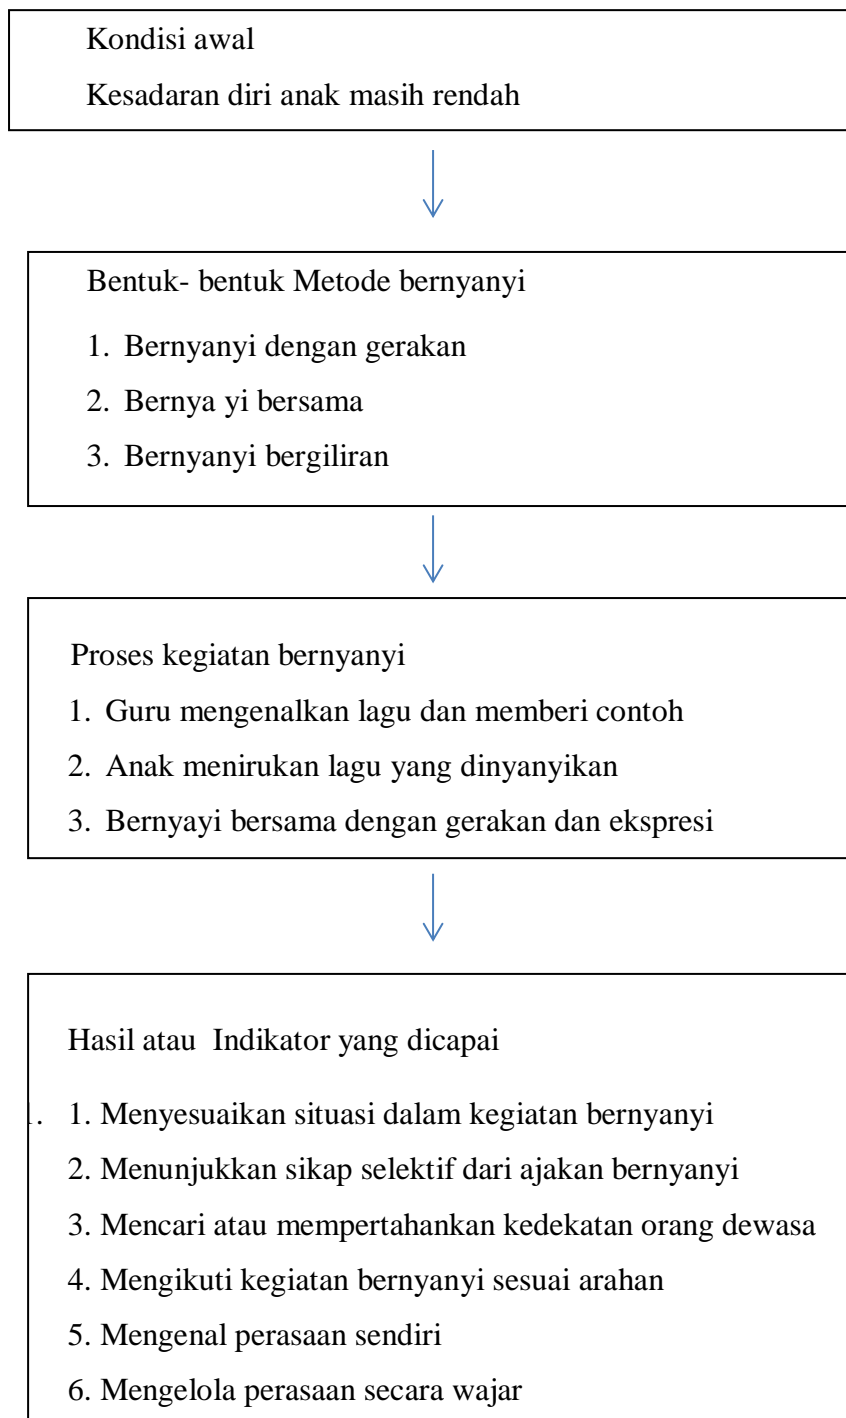 Kondisi awal
Kesadaran diri anak masih rendah
Bentuk- bentuk Metode bernyanyi
1. Bernyanyi dengan gerakan
2. Bernya yi bersama
3. Bernyanyi bergiliran
Proses kegiatan bernyanyi
1. Guru mengenalkan lagu dan memberi contoh
2. Anak menirukan lagu yang dinyanyikan
3. Bernyayi bersama dengan gerakan dan ekspresi
Hasil atau Indikator yang dicapai
1. 1. Menyesuaikan situasi dalam kegiatan bernyanyi
2. Menunjukkan sikap selektif dari ajakan bernyanyi
3. Mencari atau mempertahankan kedekatan orang dewasa
4. Mengikuti kegiatan bernyanyi sesuai arahan
5. Mengenal perasaan sendiri
6. Mengelola perasaan secara wajar